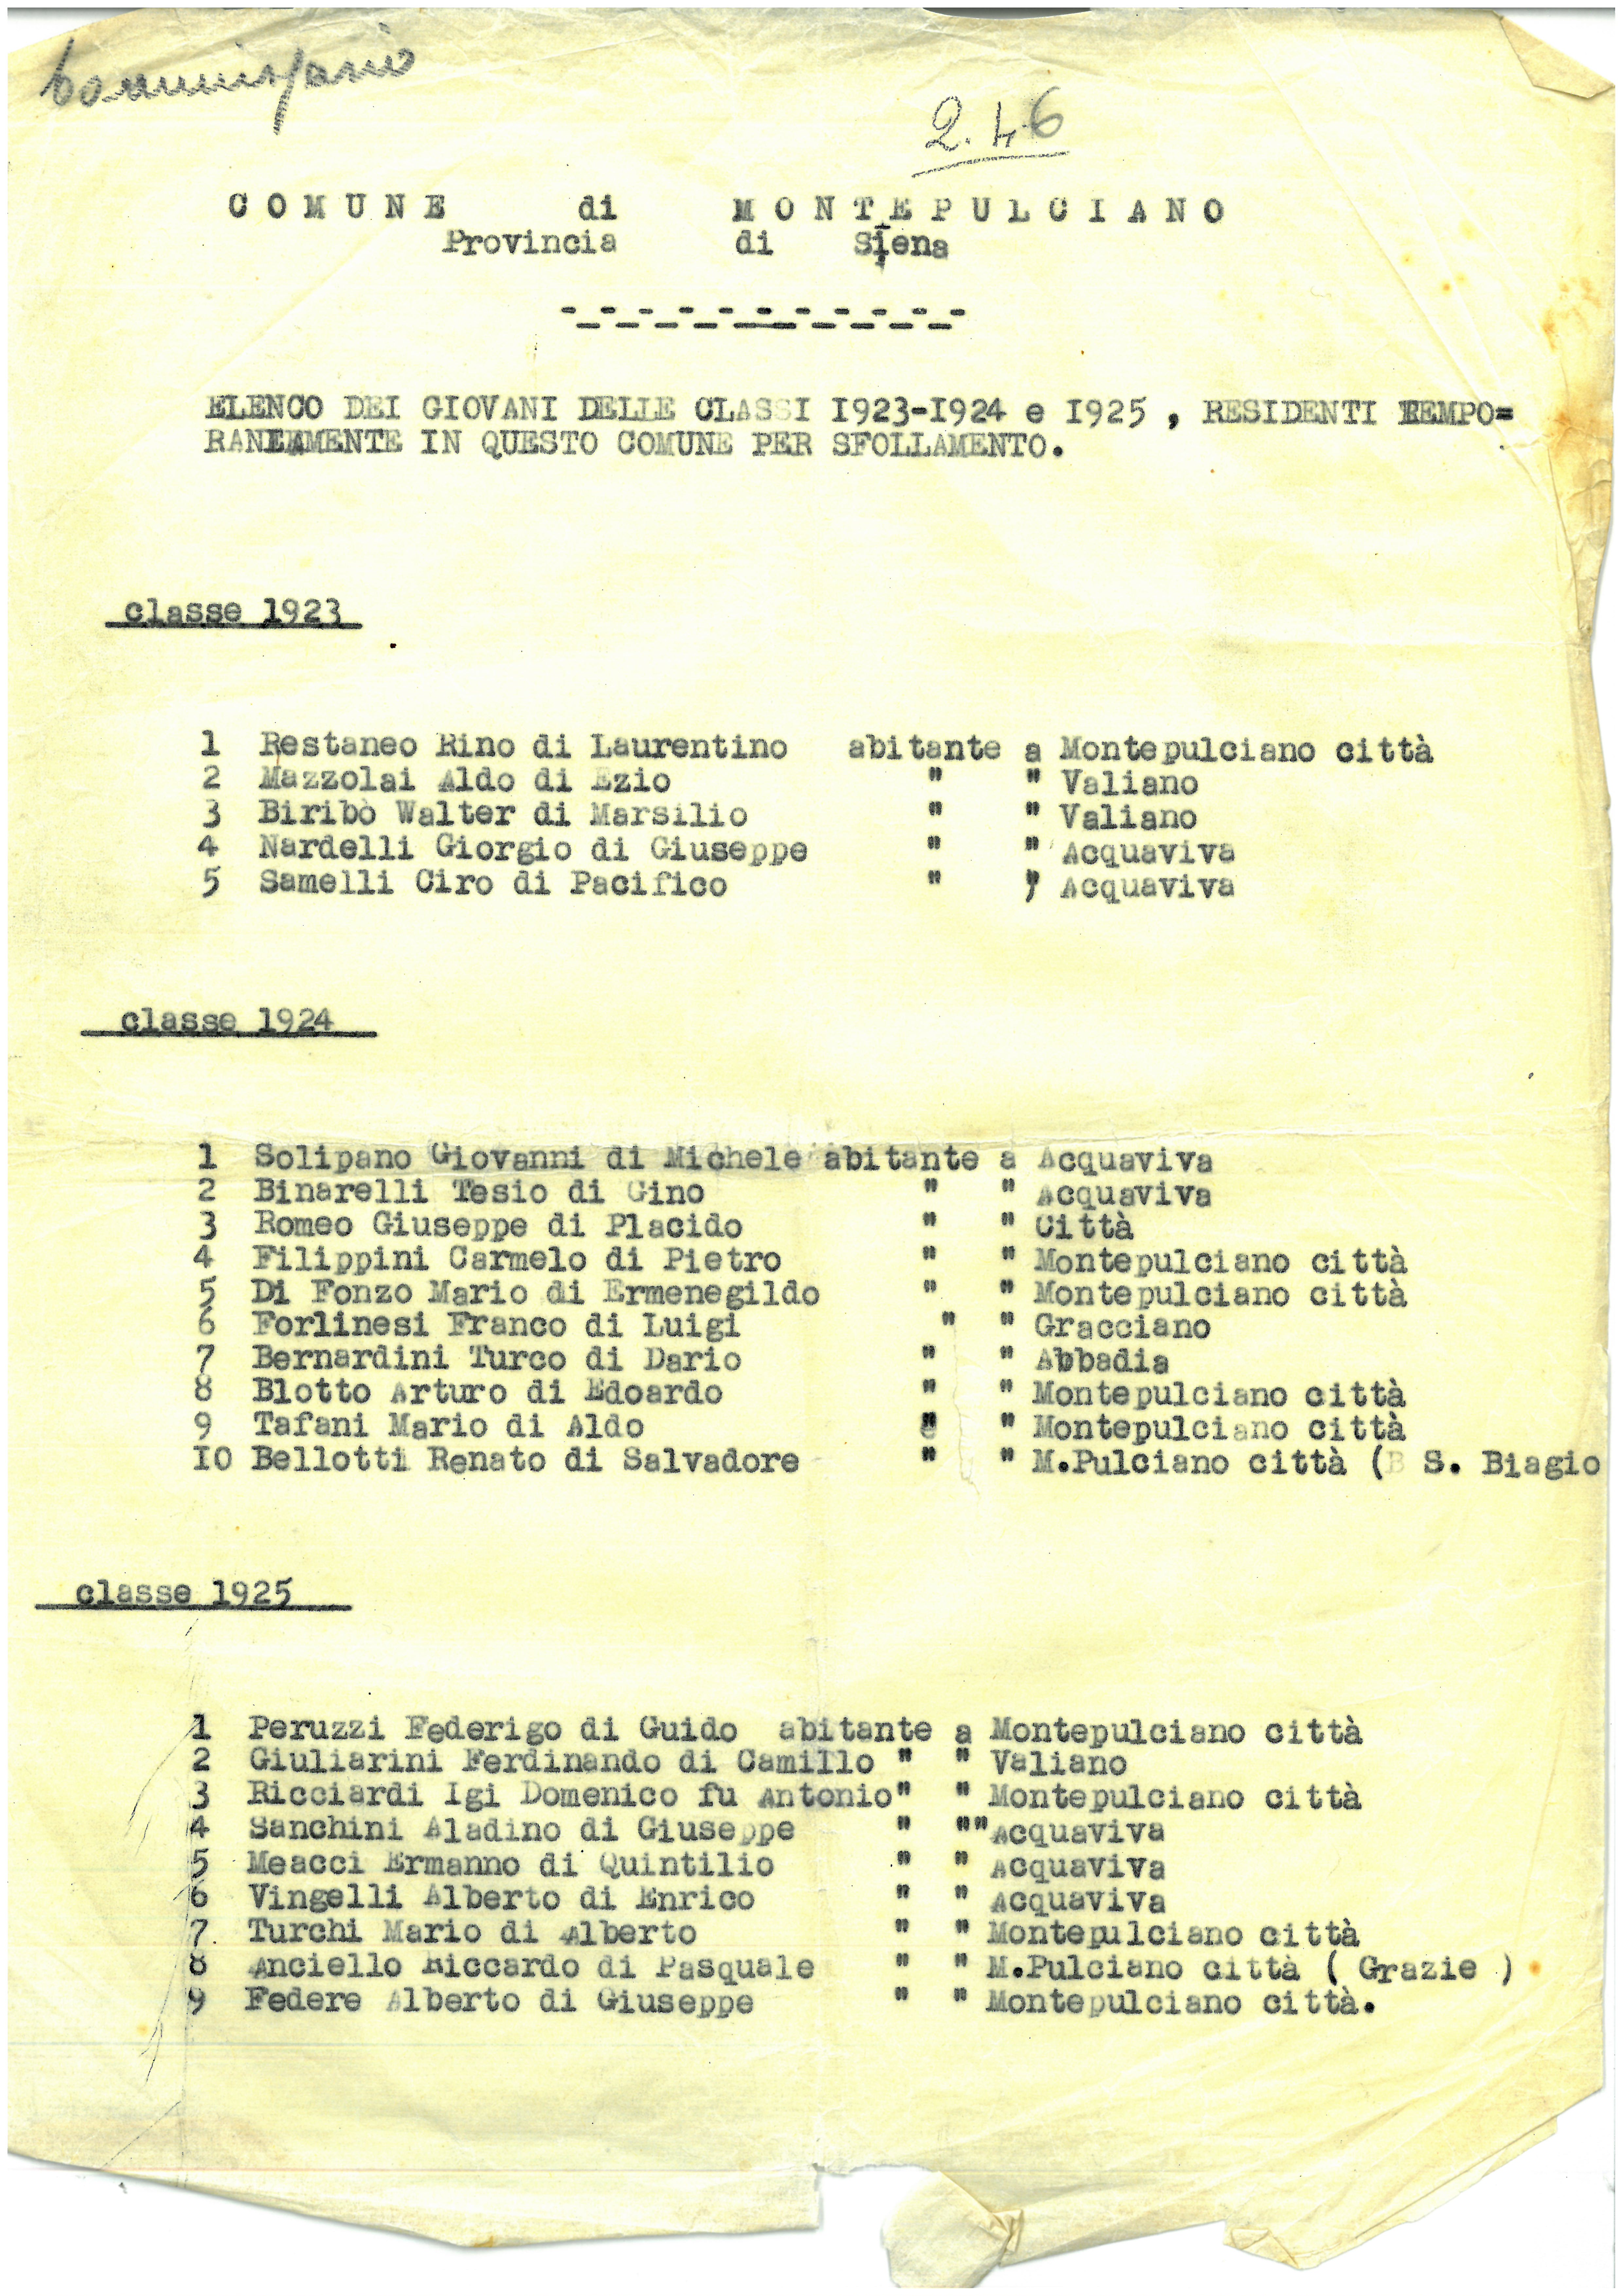 Commissario
2.46
COMUNE di MONTEPULCIANO
Provincia di Siena
ELENCO DEI GIOVANI DELLE CLASSI 1923-1924 e 1925 , RESIDENTI TEMPO=
RANEAMENTE IN QUESTO COMUNE PER SFOLLAMENTO.
classe 1923
1 Restaneo Rino di Laurentino abitante a Montepulciano città
2 Mazzolai Aldo di Ezio " " Valiano
3 Biribò Walter di Marsilio " " Valiano
4 Nardelli Giorgio di Giuseppe " " Acquaviva
5 Samelli Ciro di Pacifico " " Acquaviva
classe 1924
1 Solipano Giovanni di Michele abitante a Acquaviva
2 Binarelli Tesio di Gino " " Acquaviva
3 Romeo Giuseppe di Placido " " Città
4 Filippini Carmelo di Pietro " " Montepulciano città
5 Di Fonzo Mario di Ermenegildo " " Montepulciano città
6 Forlinesi Franco di Luigi " " Gracciano
7 Bernardini Turco di Dario " " Abbadia
8 Blotto Arturo di Edoardo " " Montepulciano città
9 Tafani Mario di Aldo " " Montepulciano città
10 Bellotti Renato di Salvadore " " M.Pulciano città ( S. Biagio
classe 1925
1 Peruzzi Federigo di Guido abitante a Montepulciano città
2 Giuliarini Ferdinando di Camillo " " Valiano
3 Ricciardi Igi Domenico fu Antonio" " Montepulciano città
4 Sanchini Aladino di Giuseppe " ""Acquaviva
5 Meacci Ermanno di Quintilio " " Acquaviva
6 Vingelli Alberto di Enrico " " Acquaviva
7. Turchi Mario di Alberto " " Montepulciano città
8 Anciello Riccardo di Pasquale " " M.Pulciano città ( Grazie )
9 Federe Alberto di Giuseppe " " Montepulciano città.